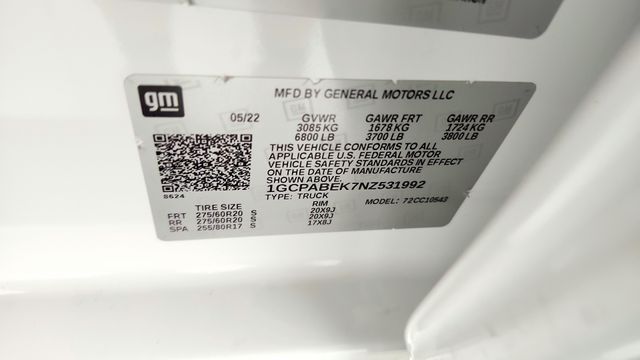 gm
MFD BY GENERAL MOTORS LLC
05/22 GVWR GAWR FRT GAWR RR
3085 KG 1678 KG 1724 KG
6800 LB 3700 LB 3800 LB
THIS VEHICLE CONFORMS TO ALL
APPLICABLE U.S. FEDERAL MOTOR
VEHICLE SAFETY STANDARDS IN EFFECT
ON THE DATE OF MANUFACTURE
1GCPABEK7NZ531992
S624 TYPE: TRUCK MODEL: 72CC10543
TIRE SIZE RIM
FRT 275/60R20 S 20X9J
RR 275/60R20 S 20X9J
SPA 255/80R17 S 17X8J